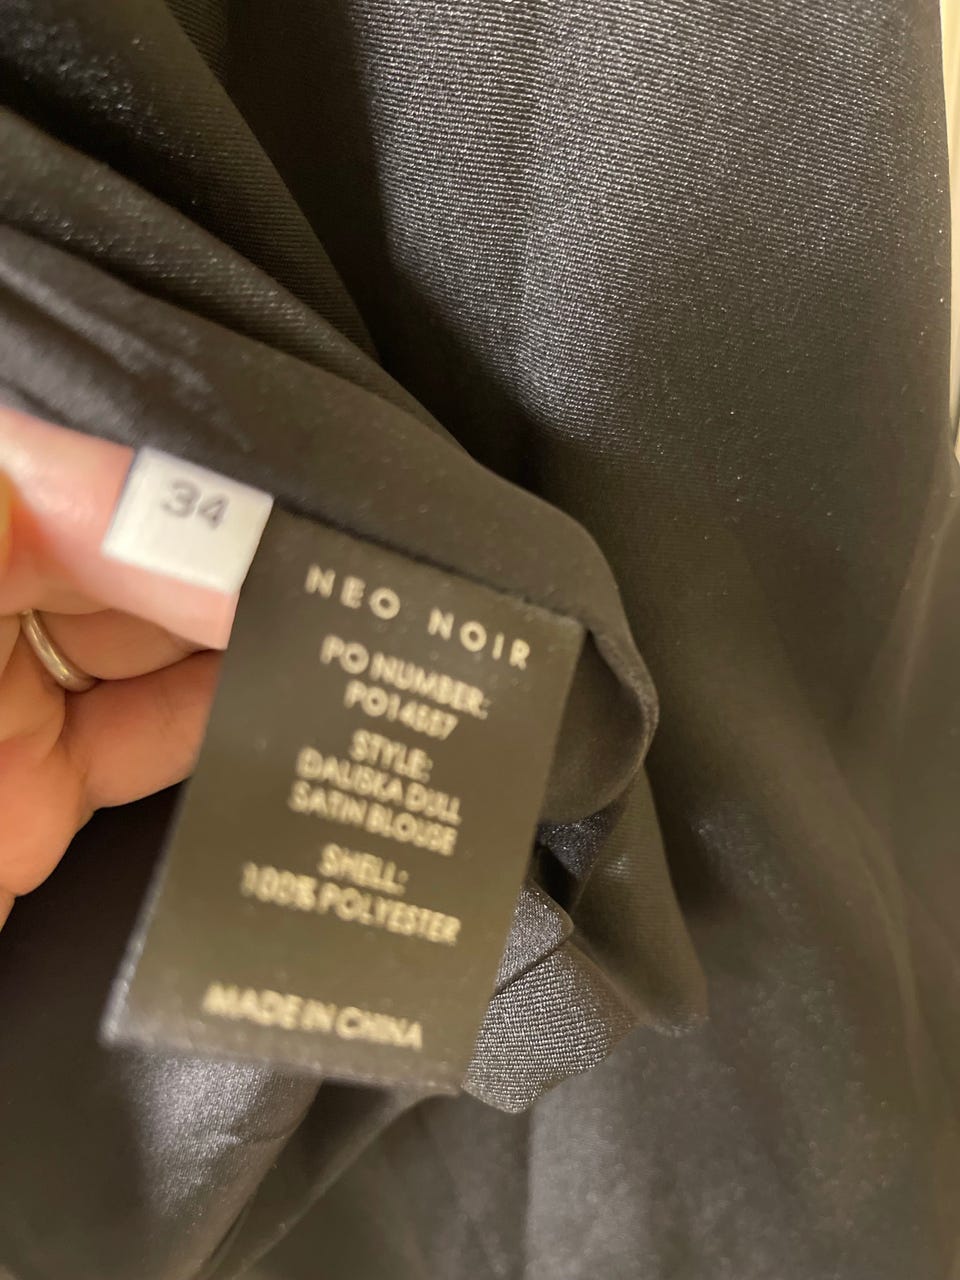 34
NEO NOIR
PO NUMBER:
STYLE:
DALISKA DULL
SATIN BLOUSE
SHELL:
100% POLYESTER
MADE IN CHINA